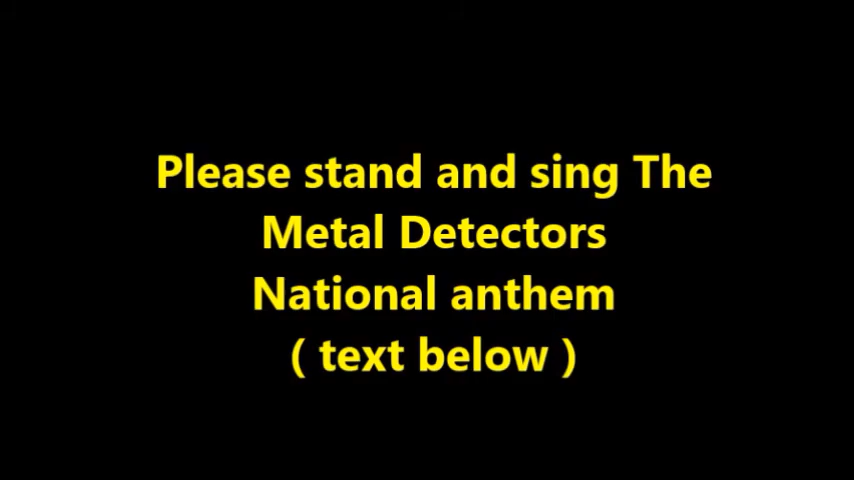 Please stand and sing The
Metal Detectors
National anthem
( text below )